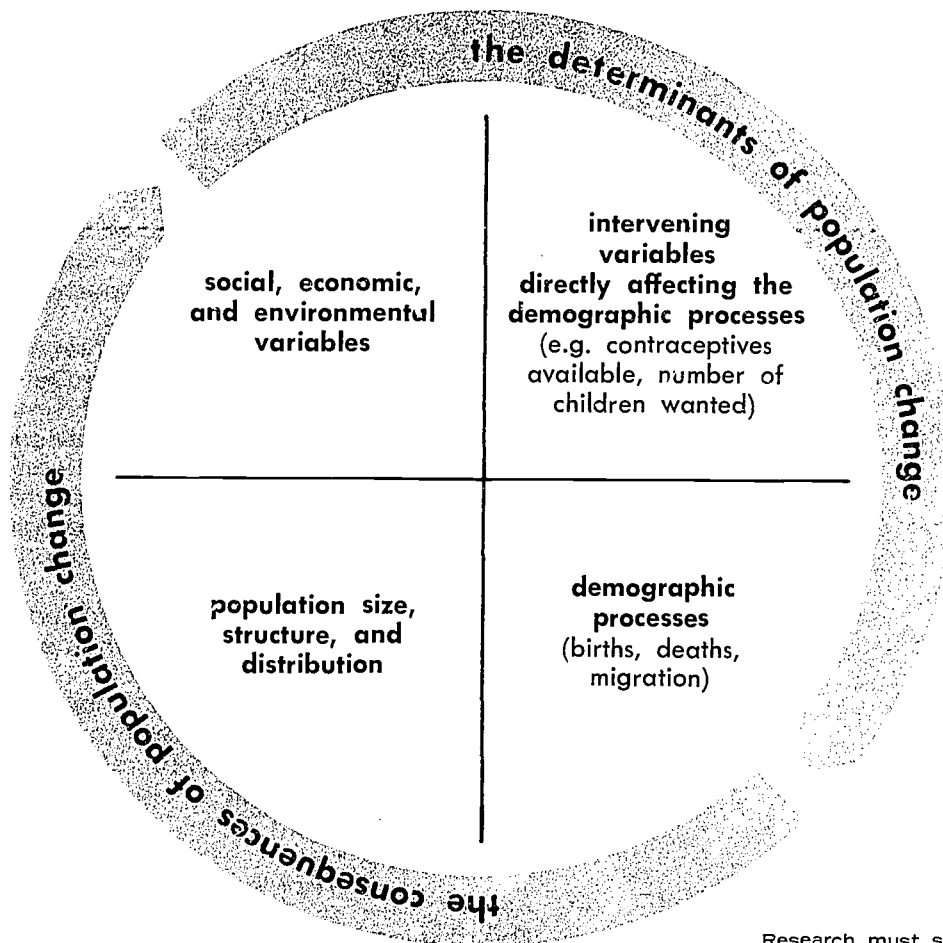 the determinants of population change
social, economic,
and environmental
variables
intervening
variables
directly affecting the
demographic processes
(e.g. contraceptives
available, number of
children wanted)
population size,
structure, and
distribution
demographic
processes
(births, deaths,
migration)
the consequences of population change
Research must s